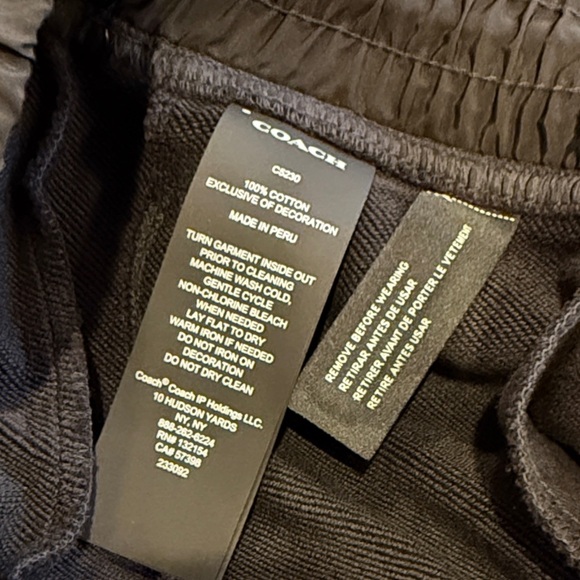 COACH
CS230
100% COTTON
EXCLUSIVE OF DECORATION
MADE IN PERU
TURN GARMENT INSIDE OUT
PRIOR TO CLEANING
MACHINE WASH COLD,
GENTLE CYCLE
NON-CHLORINE BLEACH
WHEN NEEDED
LAY FLAT TO DRY
WARM IRON IF NEEDED
DO NOT IRON ON
DECORATION
DO NOT DRY CLEAN
Coach® Coach IP Holdings LLC.
10 HUDSON YARDS
NY, NY
888-262-6224
RN# 132154
CA# 57398
233092
REMOVE BEFORE WEARING
RETIRAR ANTES DE USAR
RETIRER AVANT DE PORTER LE VETEMENT
RETIRE ANTES USAR